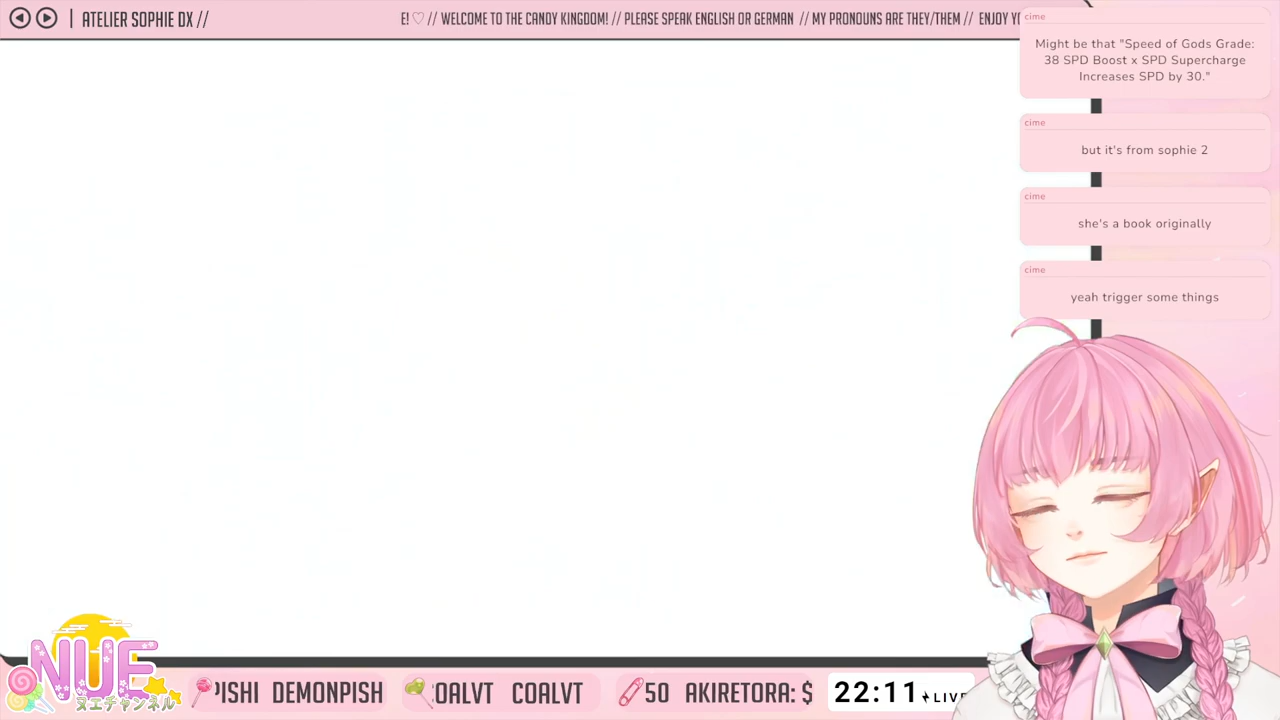 ATELIER SOPHIE DX //
E! ♡ // WELCOME TO THE CANDY KINGDOM! // PLEASE SPEAK ENGLISH OR GERMAN // MY PRONOUNS ARE THEY/THEM // ENJOY
cime
Might be that "Speed of Gods Grade:
38 SPD Boost x SPD Supercharge
Increases SPD by 30."
cime
but it's from sophie 2
cime
she's a book originally
cime
yeah trigger some things
NUE
ヌエチャンネル
PISHI DEMONPISH
OALVT COALVT
50 AKIRETORA: $
22:11 LIVE